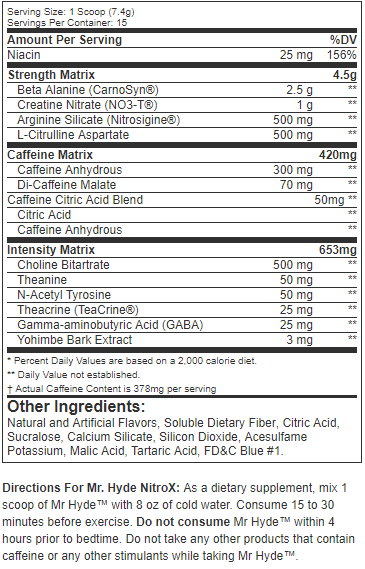 Serving Size: 1 Scoop (7.4g)
Servings Per Container: 15
Amount Per Serving %DV
Niacin 25 mg 156%
Strength Matrix 4.5g
Beta Alanine (CarnoSyn®) 2.5 g **
Creatine Nitrate (NO3-T®) 1 g **
Arginine Silicate (Nitrosigine®) 500 mg **
L-Citrulline Aspartate 500 mg **
Caffeine Matrix 420mg
Caffeine Anhydrous 300 mg **
Di-Caffeine Malate 70 mg **
Caffeine Citric Acid Blend 50mg **
Citric Acid **
Caffeine Anhydrous **
Intensity Matrix 653mg
Choline Bitartrate 500 mg **
Theanine 50 mg **
N-Acetyl Tyrosine 50 mg **
Theacrine (TeaCrine®) 25 mg **
Gamma-aminobutyric Acid (GABA) 25 mg **
Yohimbe Bark Extract 3 mg **
* Percent Daily Values are based on a 2,000 calorie diet.
** Daily Value not established.
† Actual Caffeine Content is 378mg per serving
Other Ingredients:
Natural and Artificial Flavors, Soluble Dietary Fiber, Citric Acid,
Sucralose, Calcium Silicate, Silicon Dioxide, Acesulfame
Potassium, Malic Acid, Tartaric Acid, FD&C Blue #1.
Directions For Mr. Hyde NitroX: As a dietary supplement, mix 1
scoop of Mr Hyde™ with 8 oz of cold water. Consume 15 to 30
minutes before exercise. Do not consume Mr Hyde™ within 4
hours prior to bedtime. Do not take any other products that contain
caffeine or any other stimulants while taking Mr Hyde™.